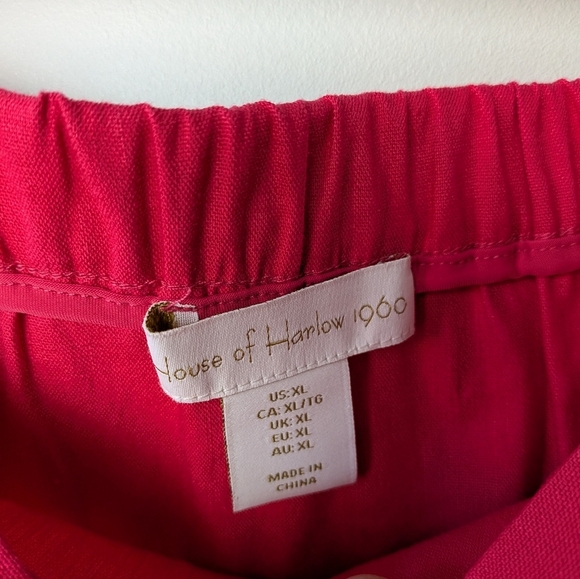 House of Harlow 1960
US: XL
CA: XL/TG
UK: XL
EU: XL
AU: XL
MADE IN
CHINA